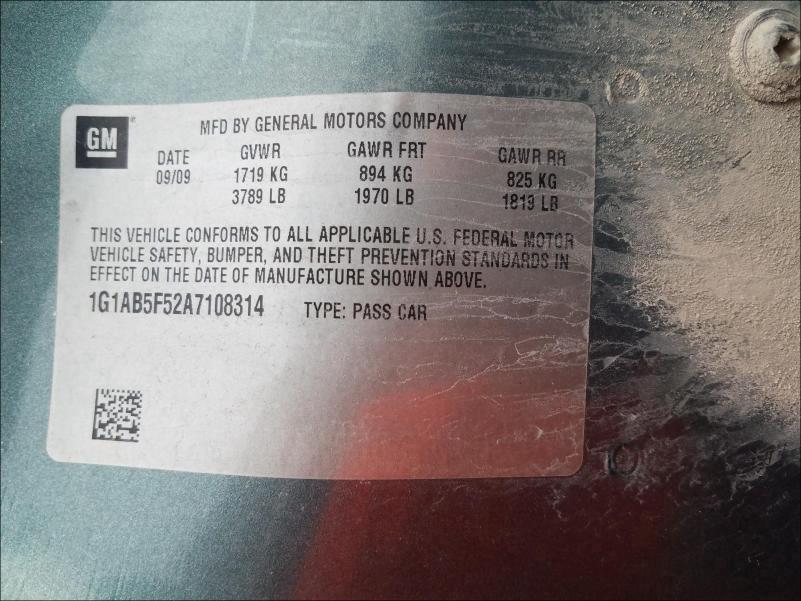 GM
MFD BY GENERAL MOTORS COMPANY
DATE GVWR GAWR FRT GAWR RR
09/09 1719 KG 894 KG 825 KG
3789 LB 1970 LB 1819 LB
THIS VEHICLE CONFORMS TO ALL APPLICABLE U.S. FEDERAL MOTOR
VEHICLE SAFETY, BUMPER, AND THEFT PREVENTION STANDARDS IN
EFFECT ON THE DATE OF MANUFACTURE SHOWN ABOVE.
1G1AB5F52A7108314 TYPE: PASS CAR